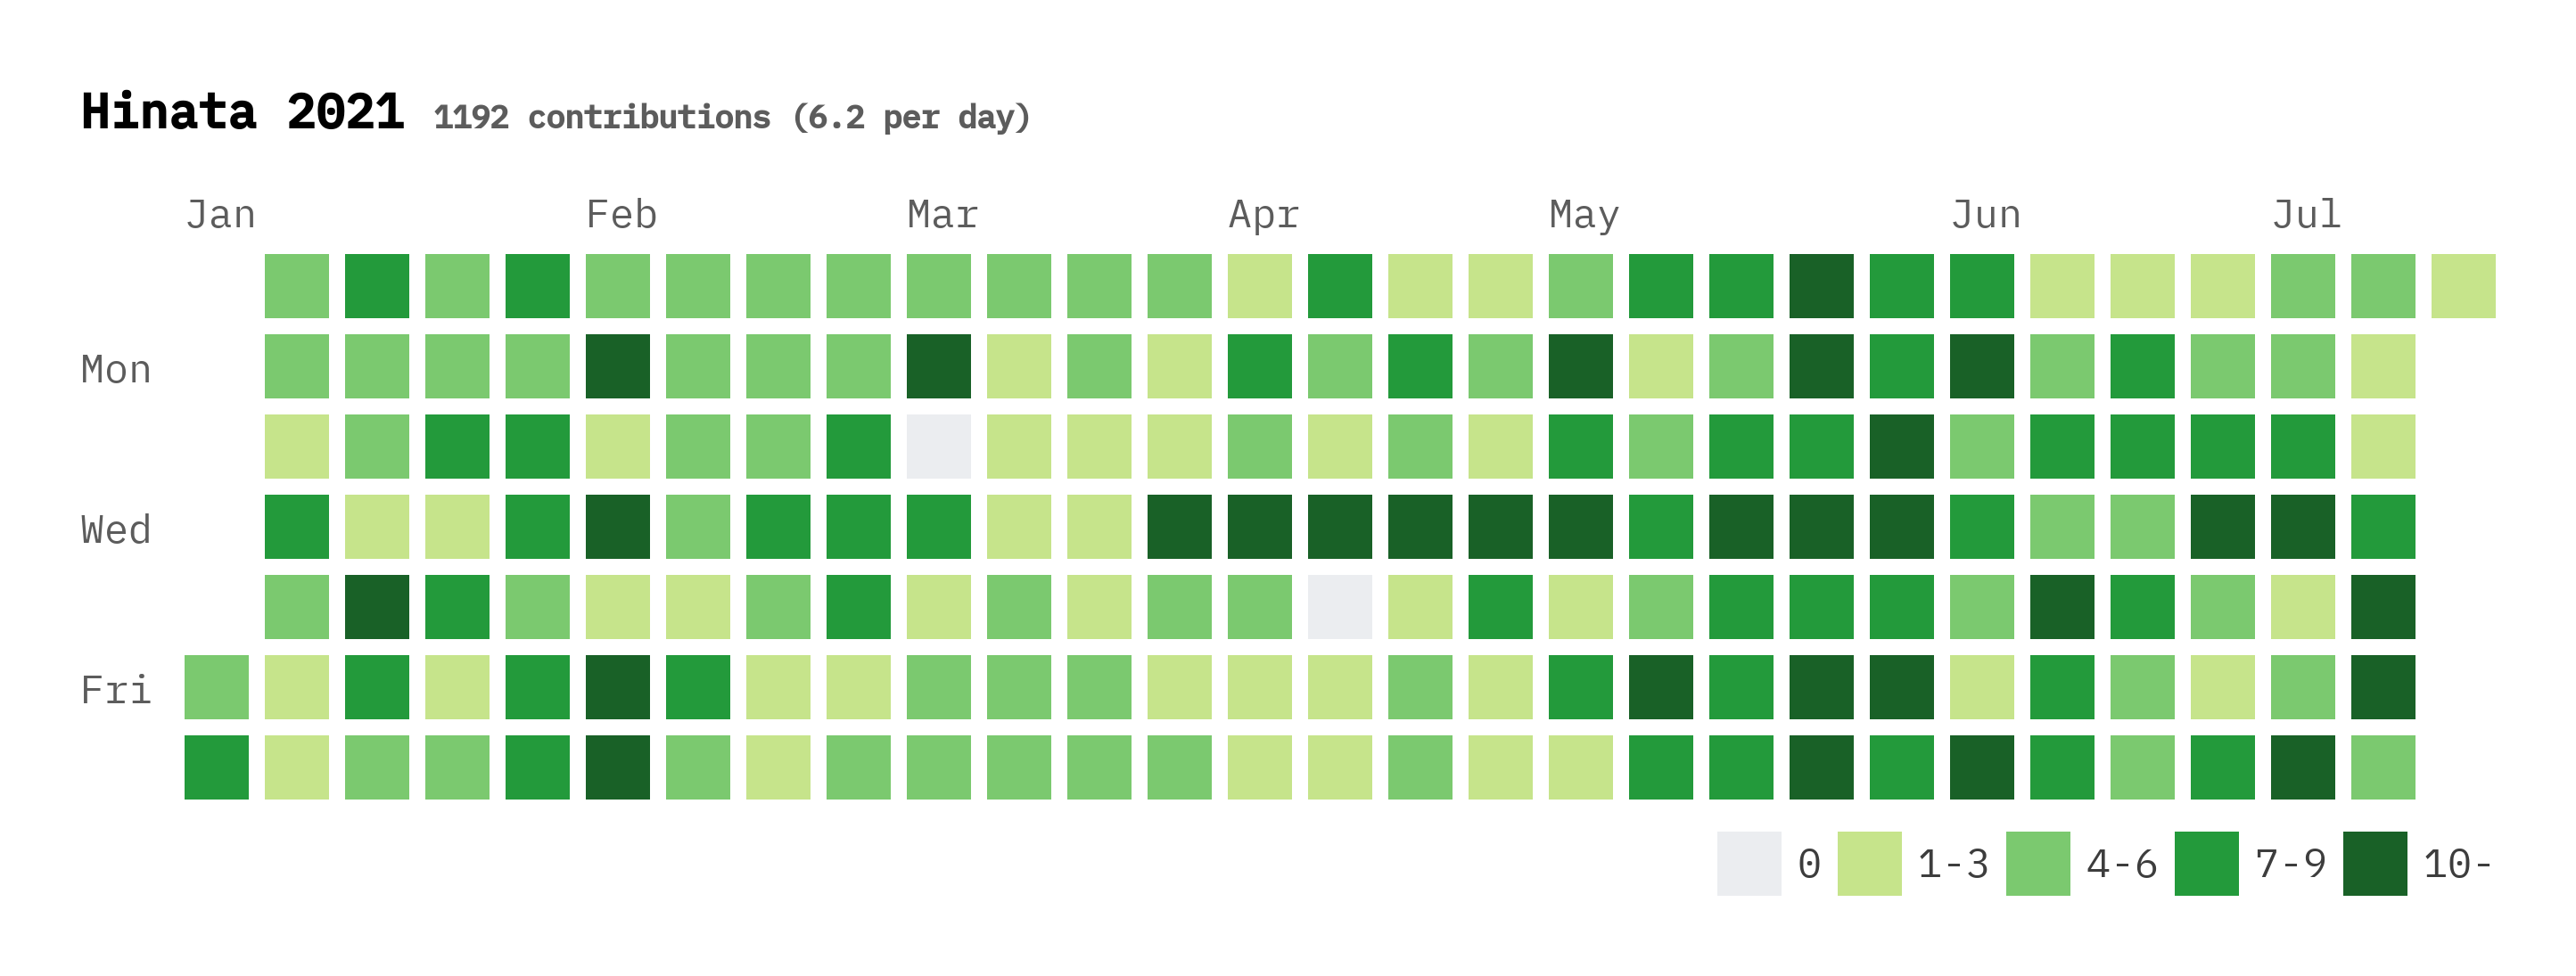 Hinata 2021 1192 contributions (6.2 per day)
Jan Feb Mar Apr May Jun Jul
Mon
Wed
Fri
0 1-3 4-6 7-9 10-